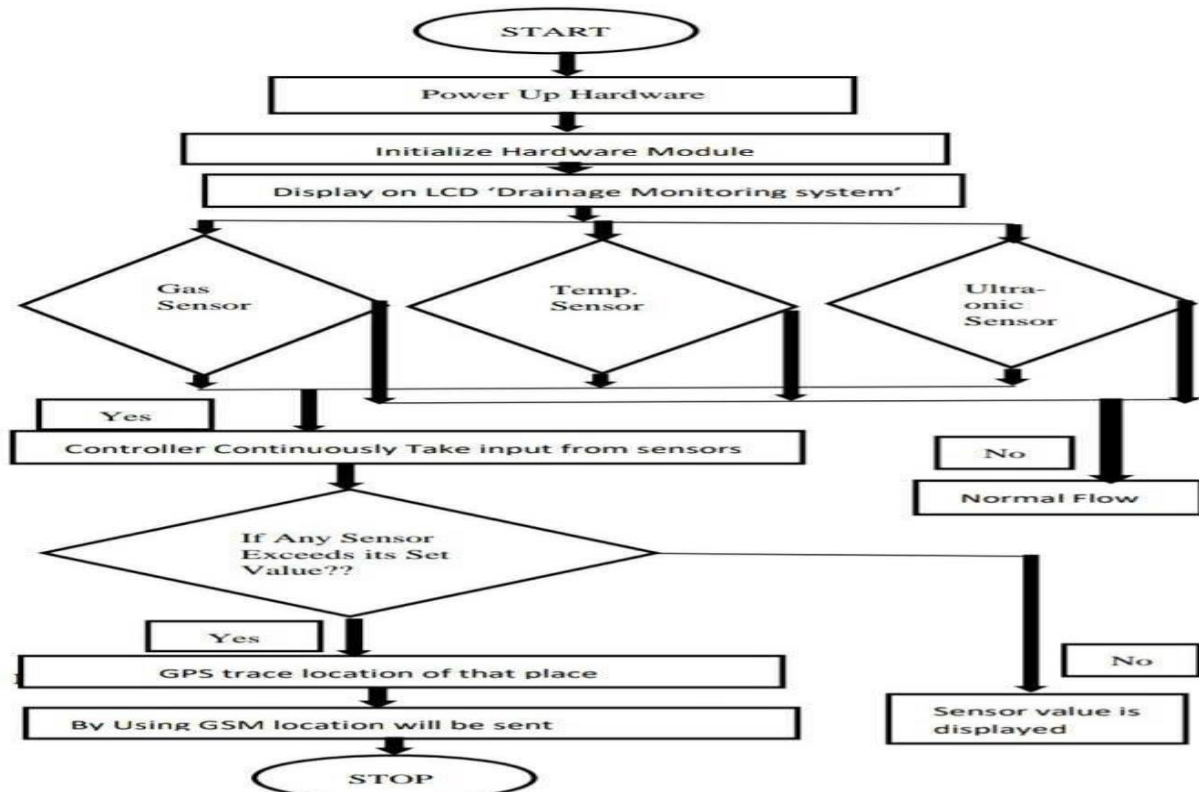 START
Power Up Hardware
Initialize Hardware Module
Display on LCD ‘Drainage Monitoring system’
Gas
Sensor
Temp.
Sensor
Ultra-
onic
Sensor
Yes
Controller Continuously Take input from sensors
No
Normal Flow
If Any Sensor
Exceeds its Set
Value??
Yes
GPS trace location of that place
No
By Using GSM location will be sent
Sensor value is
displayed
STOP